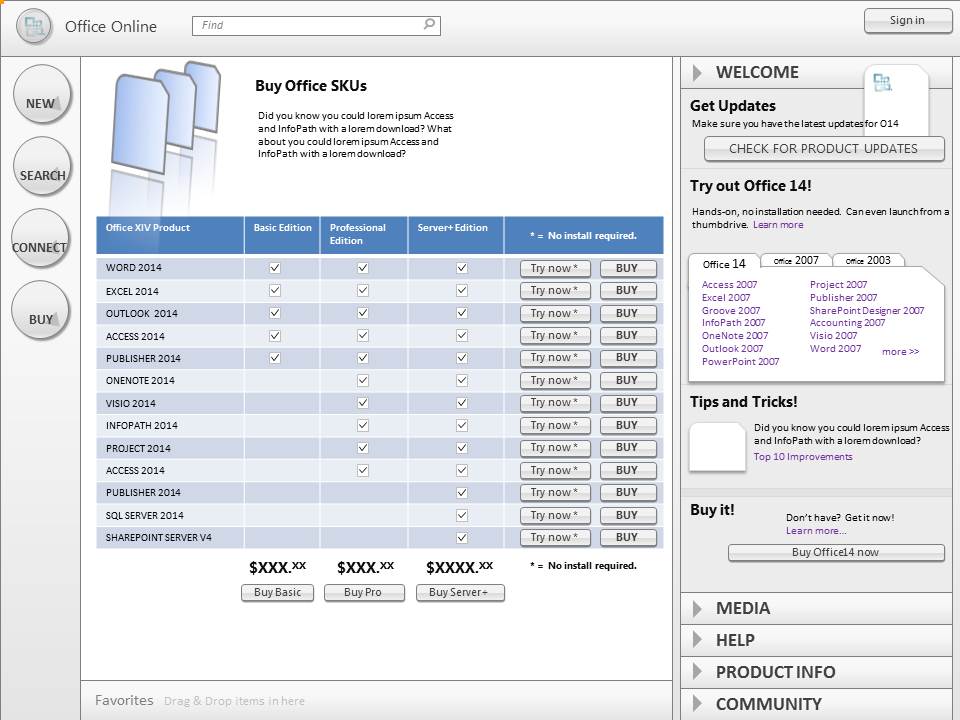 Office Online
Find
Sign in
NEW
SEARCH
CONNECT
BUY
Buy Office SKUs
Did you know you could lorem ipsum Access
and InfoPath with a lorem download? What
about you could lorem ipsum Access and
InfoPath with a lorem download?
Office XIV Product Basic Edition Professional Edition Server+ Edition * = No install required.
WORD 2014 Try now * BUY
EXCEL 2014 Try now * BUY
OUTLOOK 2014 Try now * BUY
ACCESS 2014 Try now * BUY
PUBLISHER 2014 Try now * BUY
ONENOTE 2014 Try now * BUY
VISIO 2014 Try now * BUY
INFOPATH 2014 Try now * BUY
PROJECT 2014 Try now * BUY
ACCESS 2014 Try now * BUY
PUBLISHER 2014 Try now * BUY
SQL SERVER 2014 Try now * BUY
SHAREPOINT SERVER V4 Try now * BUY
$XXX.XX $XXX.XX $XXXX.XX * = No install required.
Buy Basic Buy Pro Buy Server+
Favorites Drag & Drop items in here
WELCOME
Get Updates
Make sure you have the latest updates for O14
CHECK FOR PRODUCT UPDATES
Try out Office 14!
Hands-on, no installation needed. Can even launch from a
thumbdrive. Learn more
Office 14 Office 2007 Office 2003
Access 2007 Project 2007
Excel 2007 Publisher 2007
Groove 2007 SharePoint Designer 2007
InfoPath 2007 Accounting 2007
OneNote 2007 Visio 2007
Outlook 2007 Word 2007 more >>
PowerPoint 2007
Tips and Tricks!
Did you know you could lorem ipsum Access
and InfoPath with a lorem download?
Top 10 Improvements
Buy it!
Don't have? Get it now!
Learn more...
Buy Office14 now
MEDIA
HELP
PRODUCT INFO
COMMUNITY